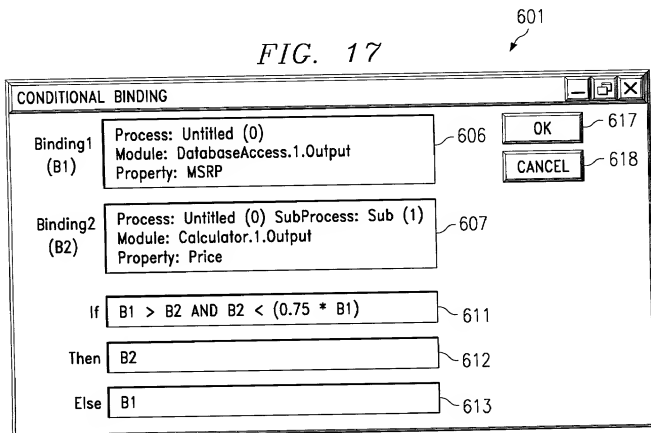 601
FIG. 17
CONDITIONAL BINDING
Binding1
(B1)
Process: Untitled (0)
Module: DatabaseAccess.1.Output
Property: MSRP
606
OK
617
CANCEL
618
Binding2
(B2)
Process: Untitled (0) SubProcess: Sub (1)
Module: Calculator.1.Output
Property: Price
607
If B1 > B2 AND B2 < (0.75 * B1) 611
Then B2 612
Else B1 613